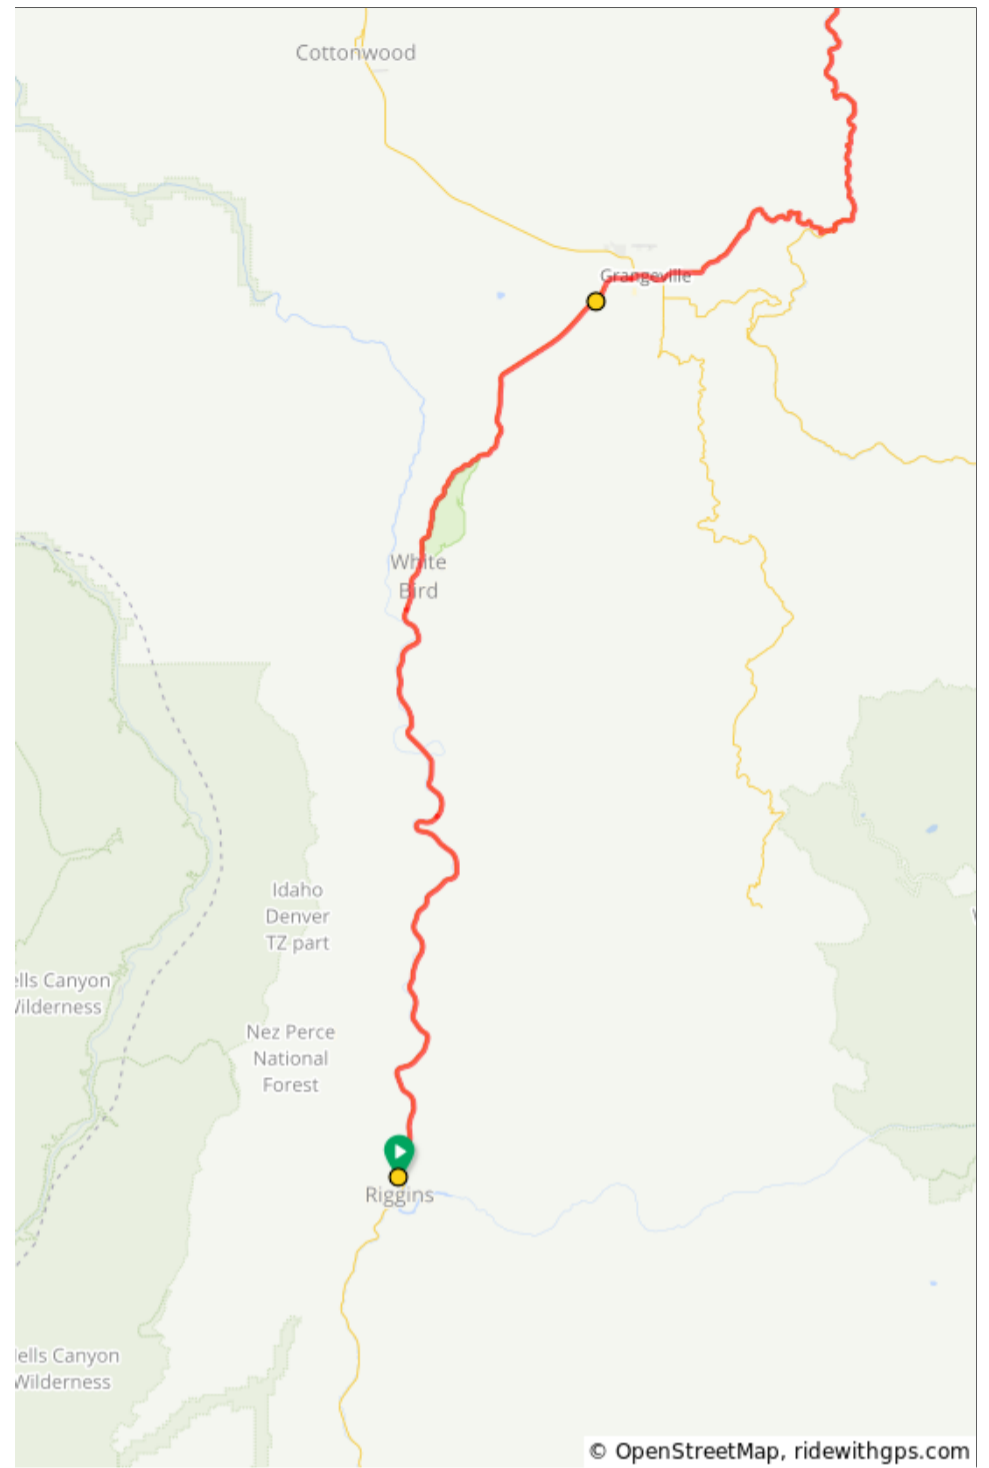 Cottonwood
Grangeville
White
Bird
Idaho
Denver
TZ part
ells Canyon
Wilderness
Nez Perce
National
Forest
Riggins
ells Canyon
Wilderness
© OpenStreetMap, ridewithgps.com